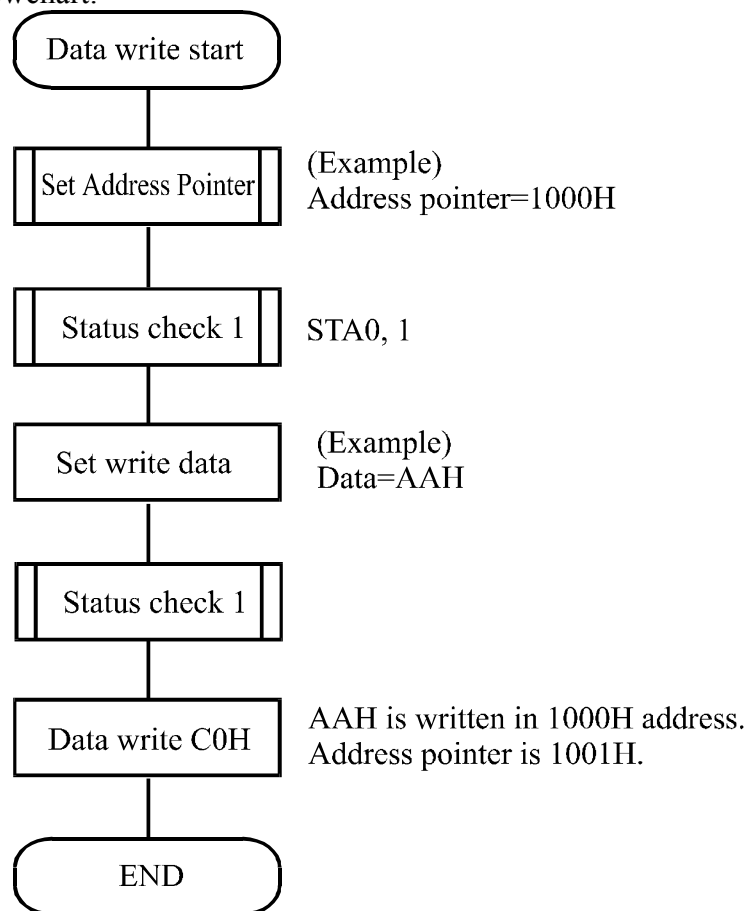 Data write start
Set Address Pointer
(Example)
Address pointer=1000H
Status check 1
STA0, 1
Set write data
(Example)
Data=AAH
Status check 1
Data write C0H
AAH is written in 1000H address.
Address pointer is 1001H.
END